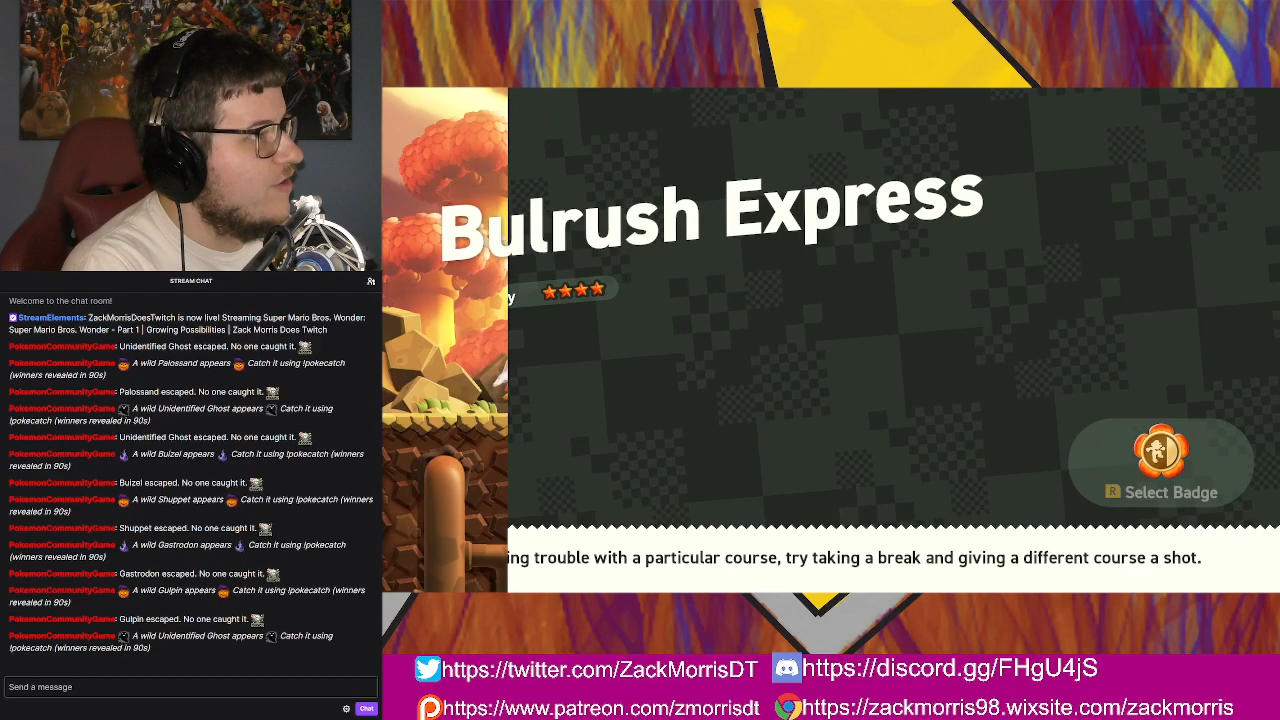 STREAM CHAT
Welcome to the chat room!
StreamElements: ZackMorrisDoesTwitch is now live! Streaming Super Mario Bros. Wonder:
Super Mario Bros. Wonder - Part 1 | Growing Possibilities | Zack Morris Does Twitch
PokemonCommunityGame: Unidentified Ghost escaped. No one caught it.
PokemonCommunityGame: A wild Palossand appears Catch it using !pokecatch
(winners revealed in 90s)
PokemonCommunityGame: Palossand escaped. No one caught it.
PokemonCommunityGame: A wild Unidentified Ghost appears Catch it using
!pokecatch (winners revealed in 90s)
PokemonCommunityGame: Unidentified Ghost escaped. No one caught it.
PokemonCommunityGame: A wild Buizel appears Catch it using !pokecatch (winners
revealed in 90s)
PokemonCommunityGame: Buizel escaped. No one caught it.
PokemonCommunityGame: A wild Shuppet appears Catch it using !pokecatch (winners
revealed in 90s)
PokemonCommunityGame: Shuppet escaped. No one caught it.
PokemonCommunityGame: A wild Gastrodon appears Catch it using !pokecatch
(winners revealed in 90s)
PokemonCommunityGame: Gastrodon escaped. No one caught it.
PokemonCommunityGame: A wild Gulpin appears Catch it using !pokecatch (winners
revealed in 90s)
PokemonCommunityGame: Gulpin escaped. No one caught it.
PokemonCommunityGame: A wild Unidentified Ghost appears Catch it using
!pokecatch (winners revealed in 90s)
Send a message
Chat
Bulrush Express
y
R Select Badge
ing trouble with a particular course, try taking a break and giving a different course a shot.
https://twitter.com/ZackMorrisDT
https://discord.gg/FHgU4jS
https://www.patreon.com/zmorrisdt
https://zackmorris98.wixsite.com/zackmorris